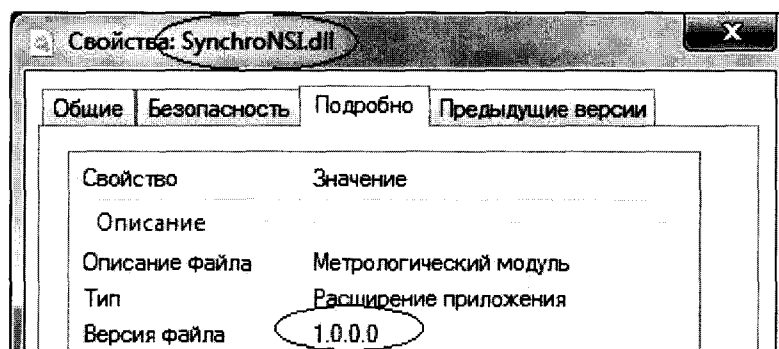 Свойства: SynchroNSI.dll
Общие Безопасность Подробно Предыдущие версии
Свойство Значение
Описание
Описание файла Метрологический модуль
Тип Расширение приложения
Версия файла 1.0.0.0